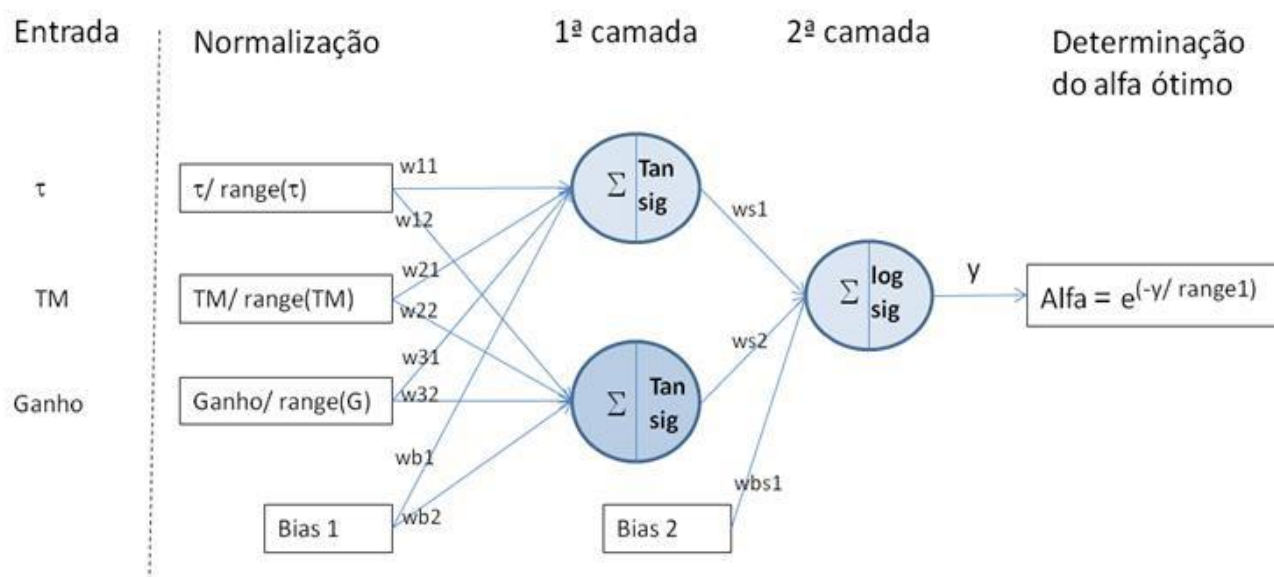 Entrada
Normalização
1ª camada
2ª camada
Determinação
do alfa ótimo
τ
τ/ range(τ)
w11
w12
Σ
Tan
sig
ws1
TM
TM/ range(TM)
w21
w22
Σ
log
sig
y
Alfa = e^(-y/ range1)
Ganho
Ganho/ range(G)
w31
w32
Σ
Tan
sig
ws2
wb1
wb2
Bias 1
Bias 2
wbs1